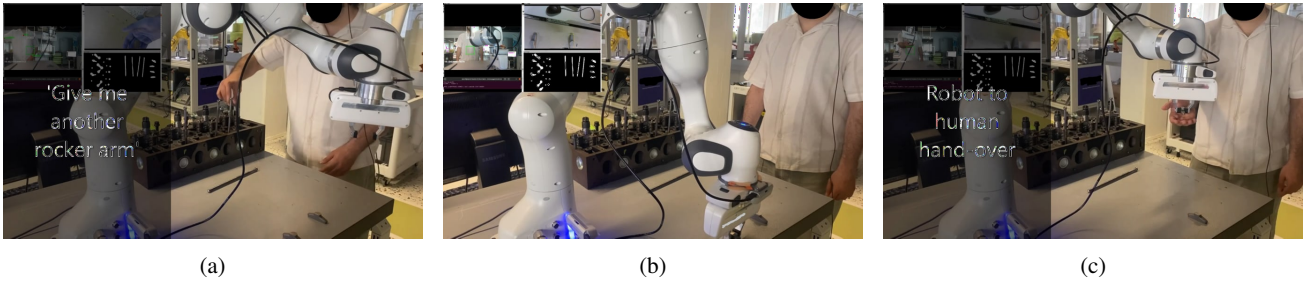 'Give me
another
rocker arm'
Robot to
human
hand-over
(a)
(b)
(c)